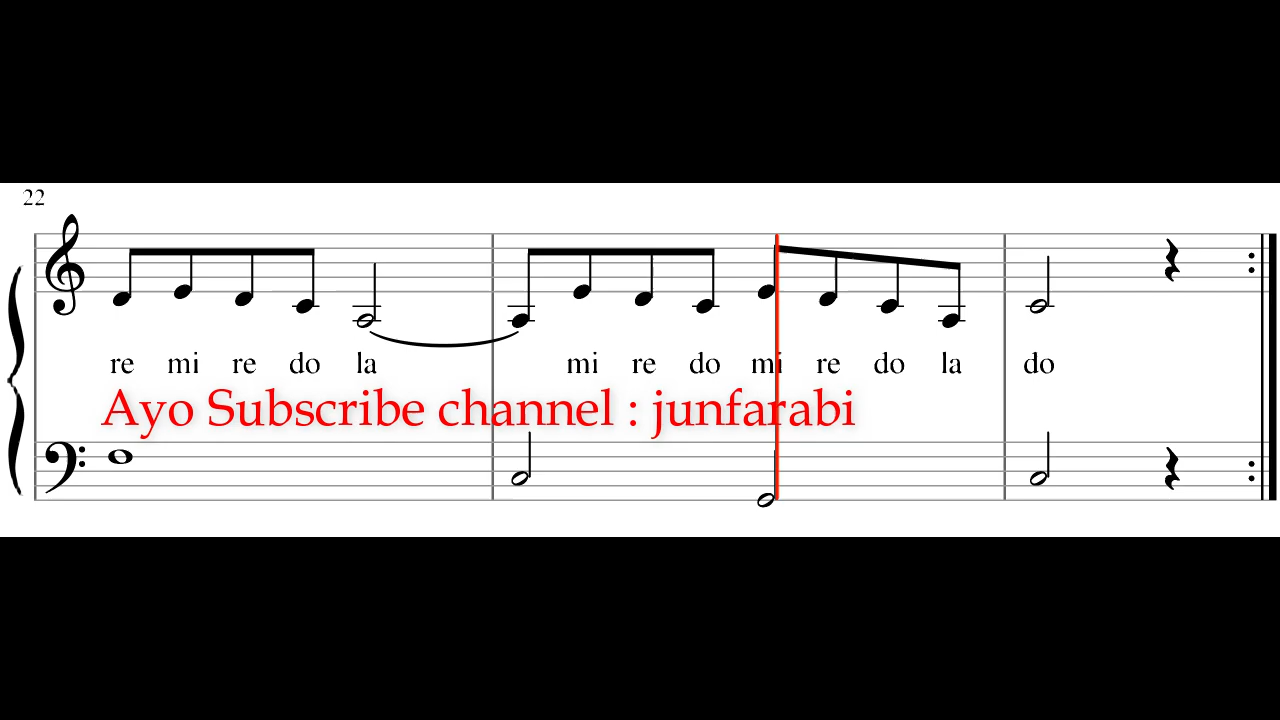 22
re mi re do la mi re do mi re do la do
Ayo Subscribe channel : junfarabi